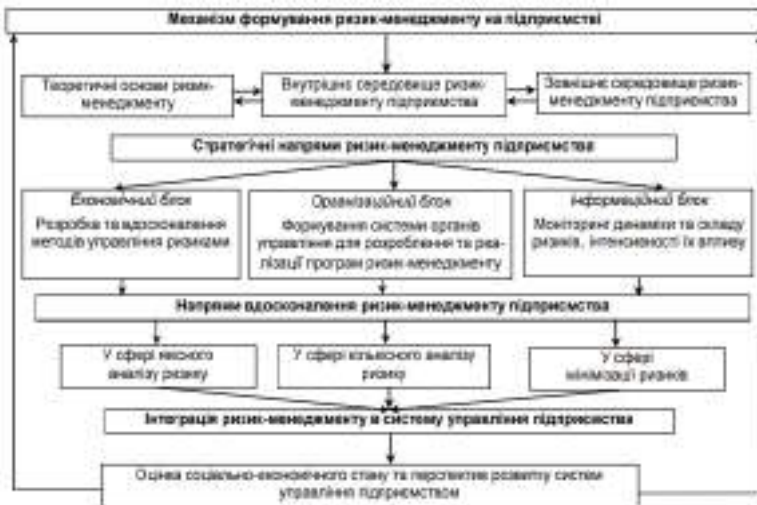 Механізм формування ризик-менеджменту на підприємстві
Теоретичні основи ризик-
менеджменту
Внутрішнє середовище ризик-
менеджменту підприємства
Зовнішнє середовище ризик-
менеджменту підприємства
Стратегічні напрями ризик-менеджменту підприємства
Економічний блок
Розробка та вдосконалення
методів управління ризиками
Організаційний блок
Формування системи органів
управління для розроблення та реа-
лізації програм ризик-менеджменту
Інформаційний блок
Моніторинг динаміки та складу
ризиків, інтенсивності їх впливу
Напрями вдосконалення ризик-менеджменту підприємства
У сфері якісного
аналізу ризику
У сфері кількісного аналізу
ризику
У сфері
мінімізації ризиків
Інтеграція ризик-менеджменту в систему управління підприємства
Оцінка соціально-економічного стану та перспектив розвитку систем
управління підприємством